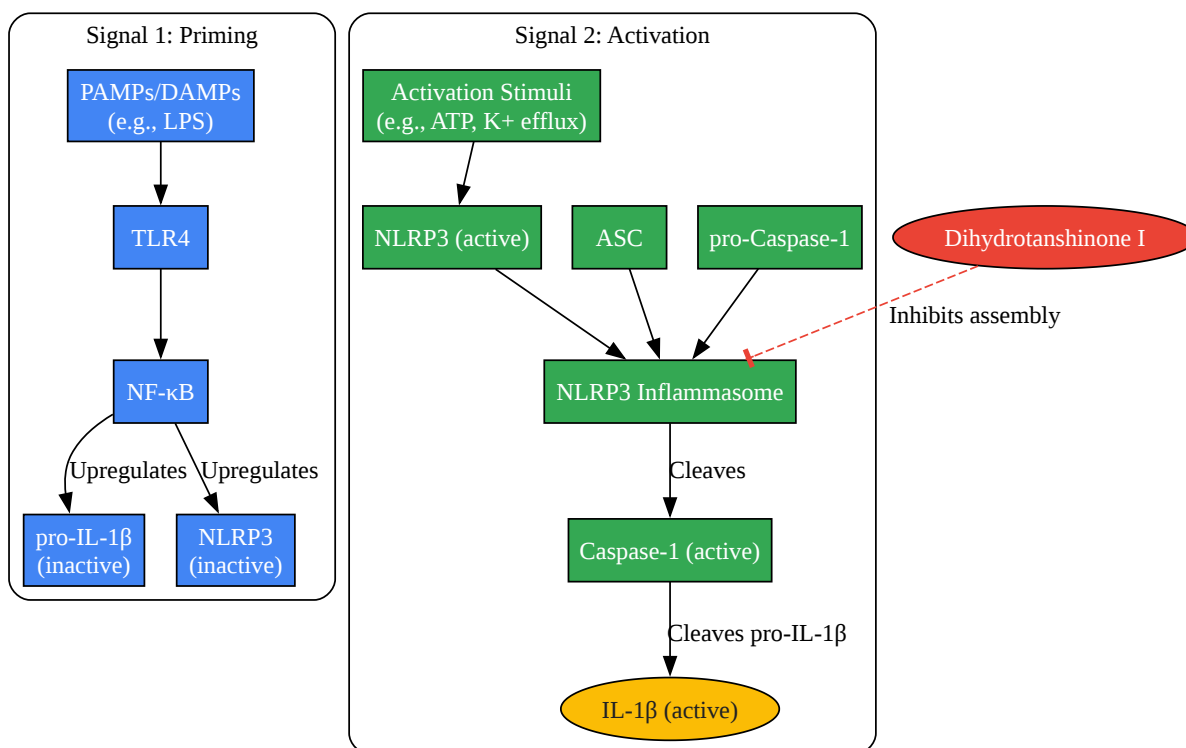 Signal 1: Priming
PAMPs/DAMPs
(e.g., LPS)
TLR4
NF-κB
Upregulates
Upregulates
pro-IL-1β
(inactive)
NLRP3
(inactive)
Signal 2: Activation
Activation Stimuli
(e.g., ATP, K+ efflux)
NLRP3 (active)
ASC
pro-Caspase-1
Dihydrotanshinone I
Inhibits assembly
NLRP3 Inflammasome
Cleaves
Caspase-1 (active)
Cleaves pro-IL-1β
IL-1β (active)